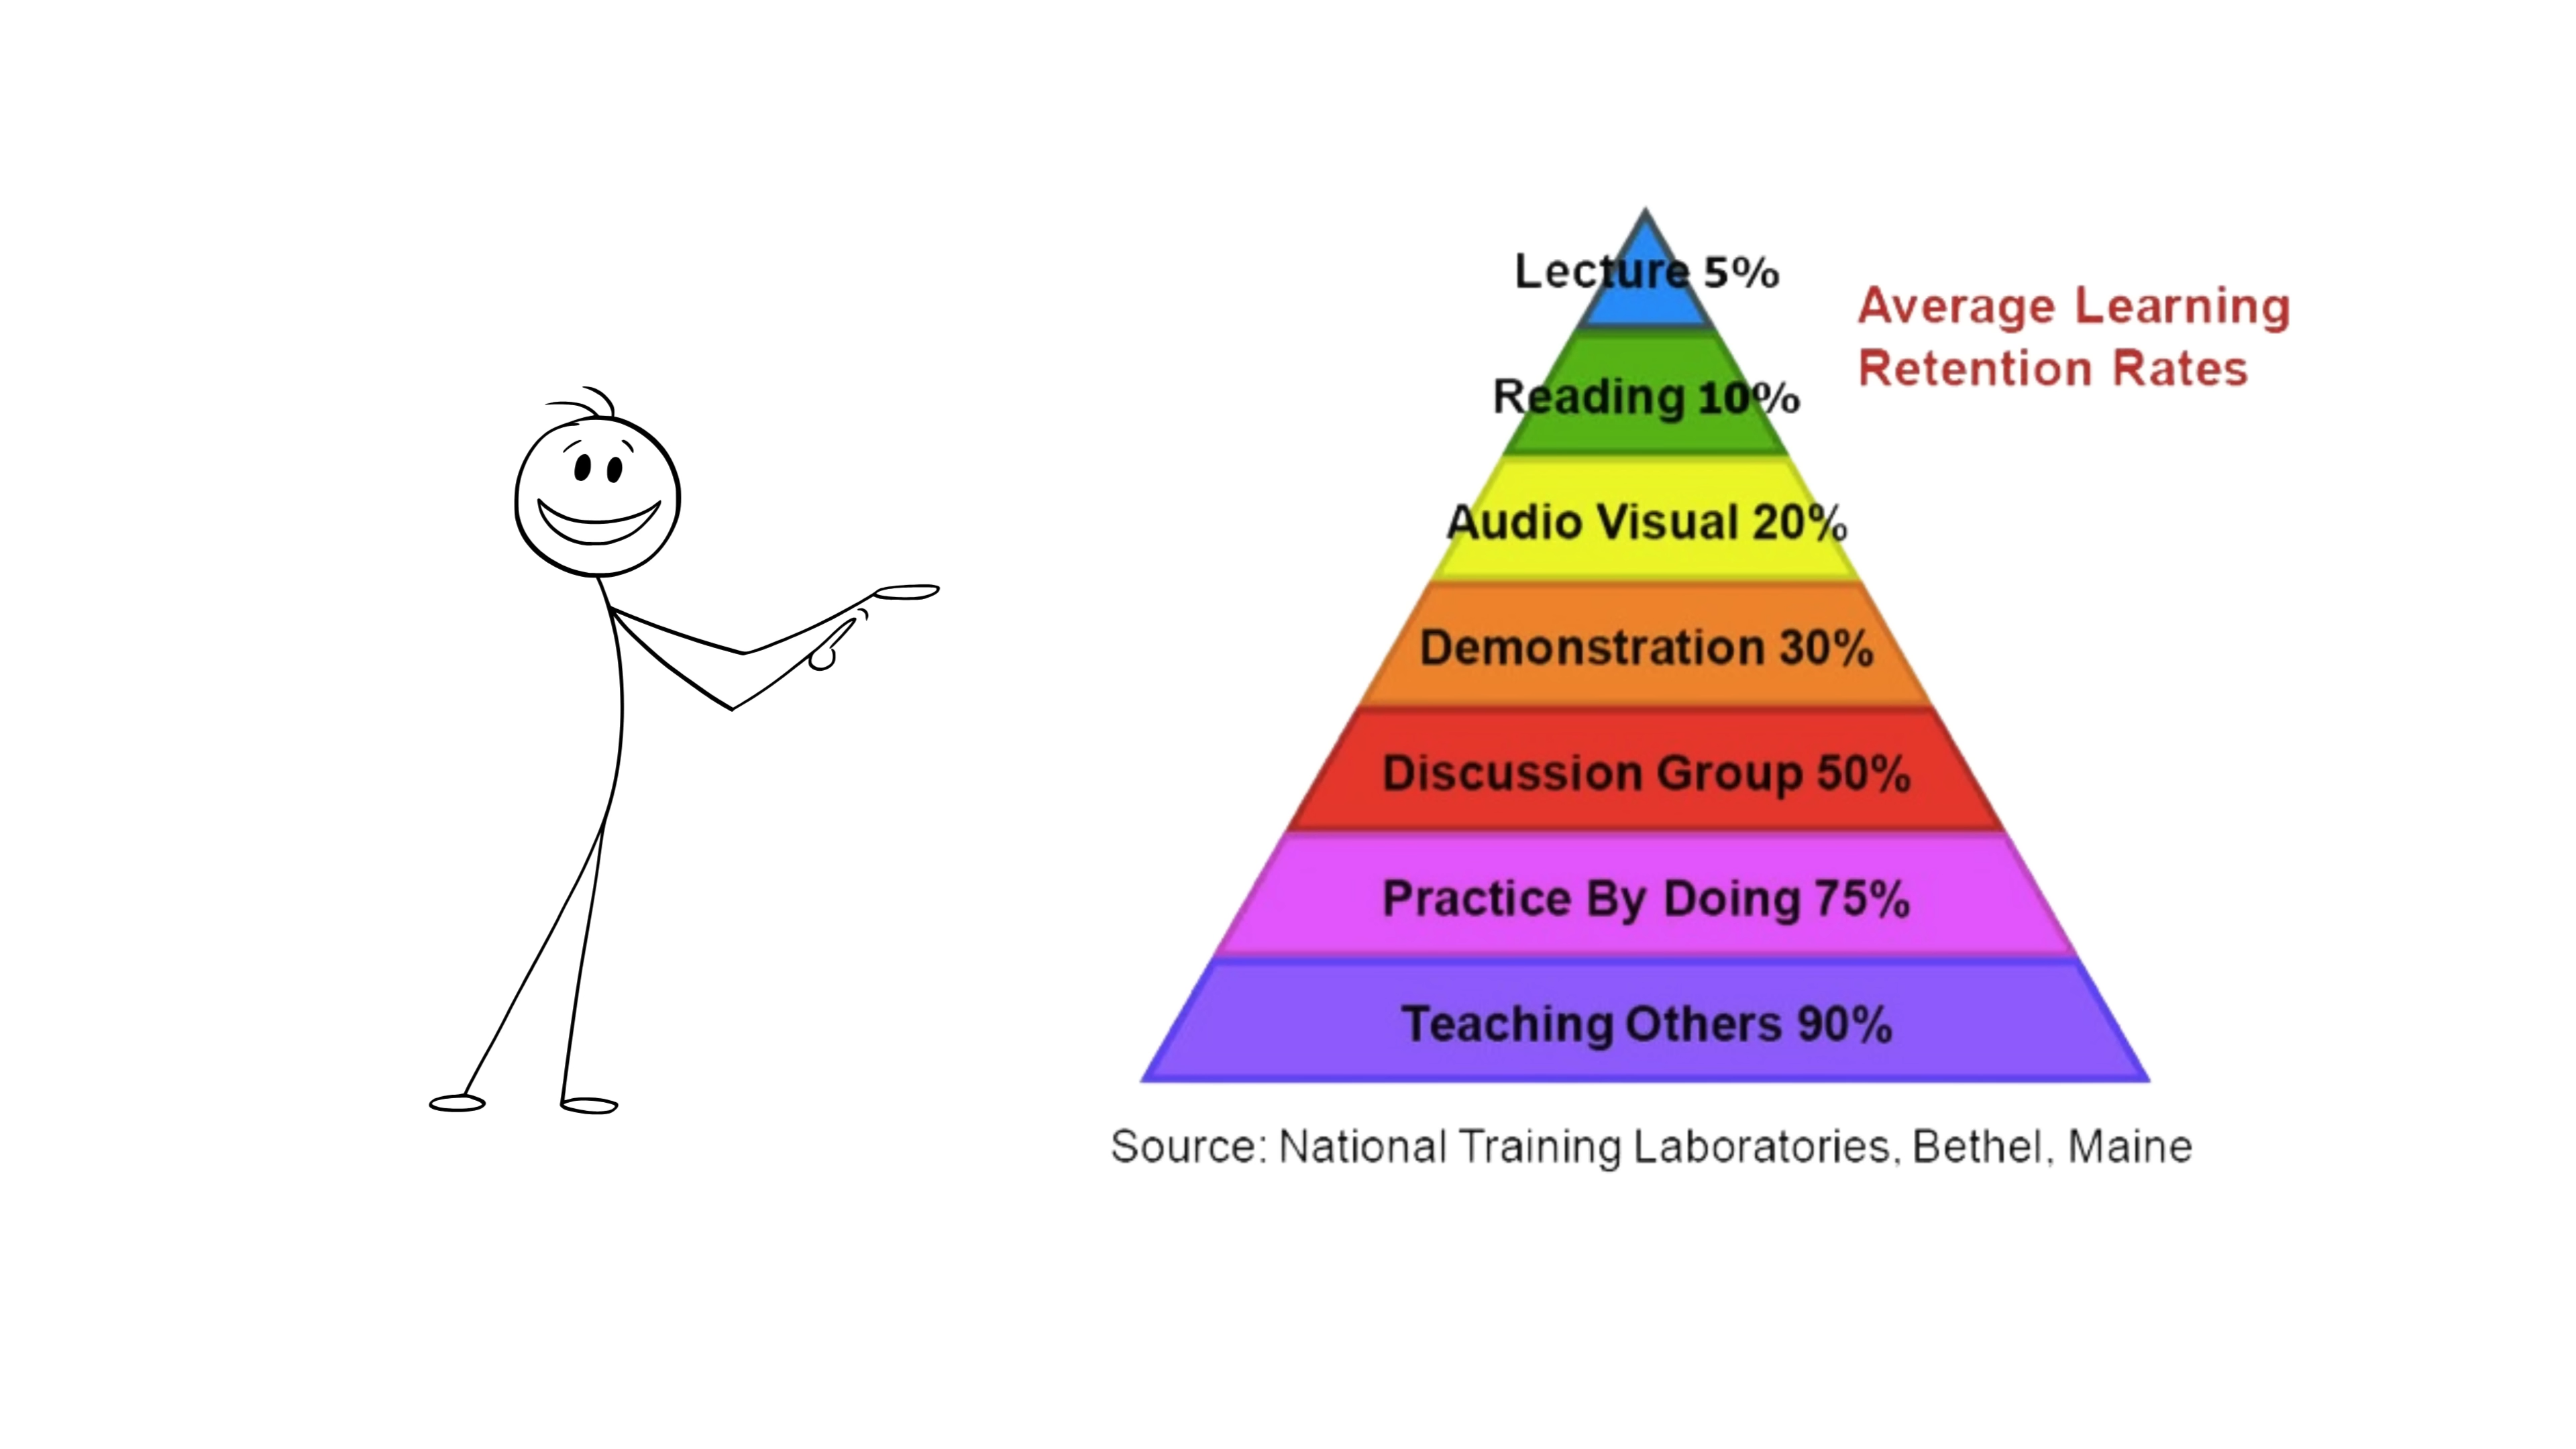 Lecture 5%
Average Learning
Retention Rates
Reading 10%
Audio Visual 20%
Demonstration 30%
Discussion Group 50%
Practice By Doing 75%
Teaching Others 90%
Source: National Training Laboratories, Bethel, Maine